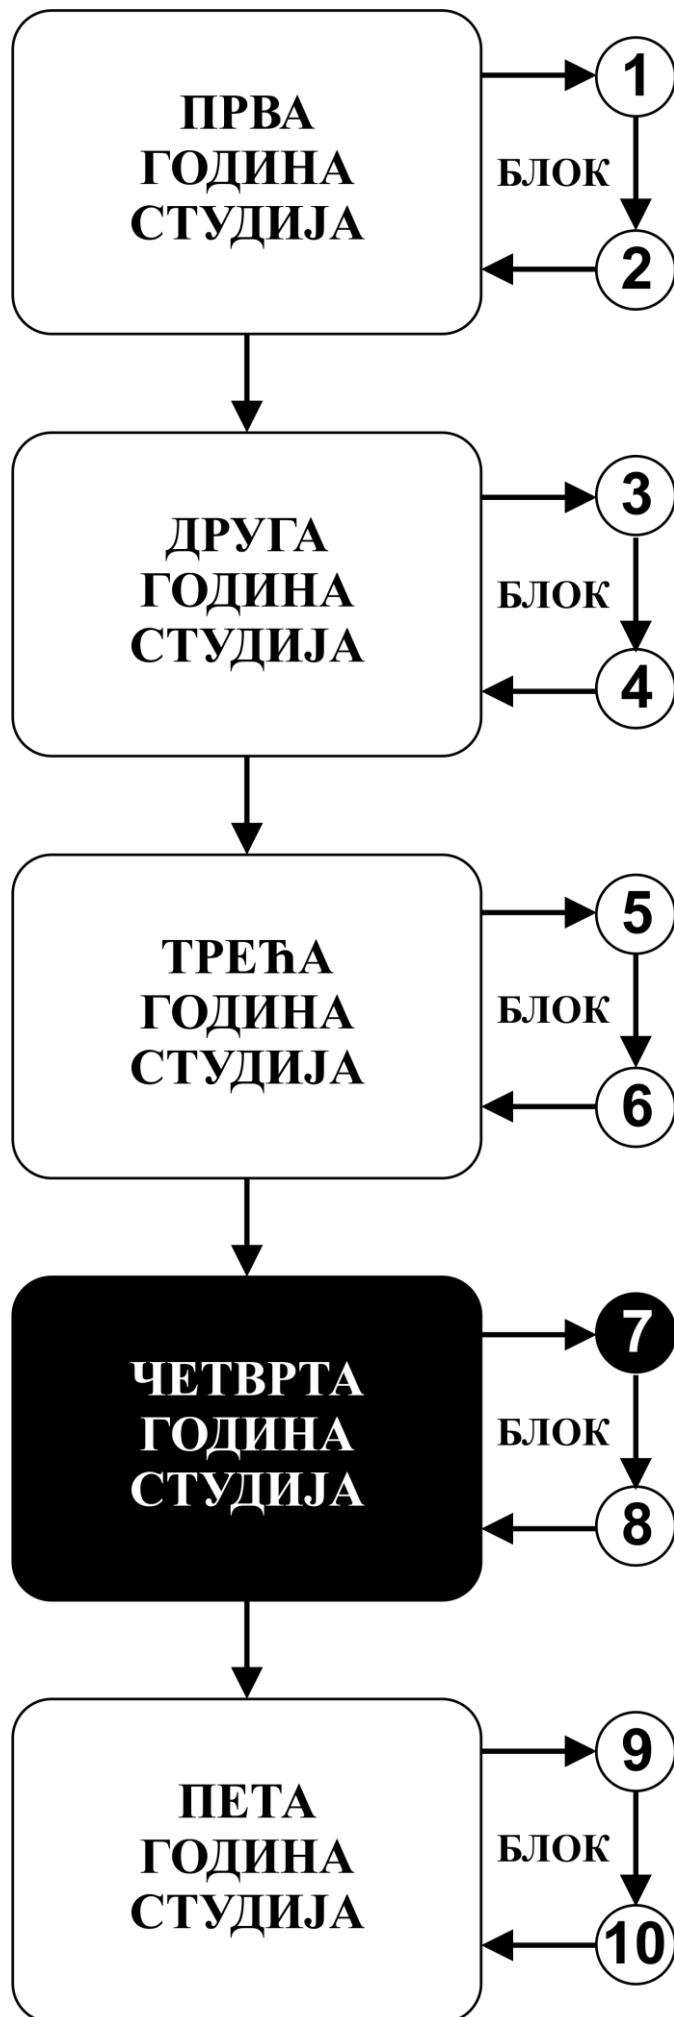 ПРВА
ГОДИНА
СТУДИЈА
1
БЛОК
2
ДРУГА
ГОДИНА
СТУДИЈА
3
БЛОК
4
ТРЕЋА
ГОДИНА
СТУДИЈА
5
БЛОК
6
ЧЕТВРТА
ГОДИНА
СТУДИЈА
7
БЛОК
8
ПЕТА
ГОДИНА
СТУДИЈА
9
БЛОК
10